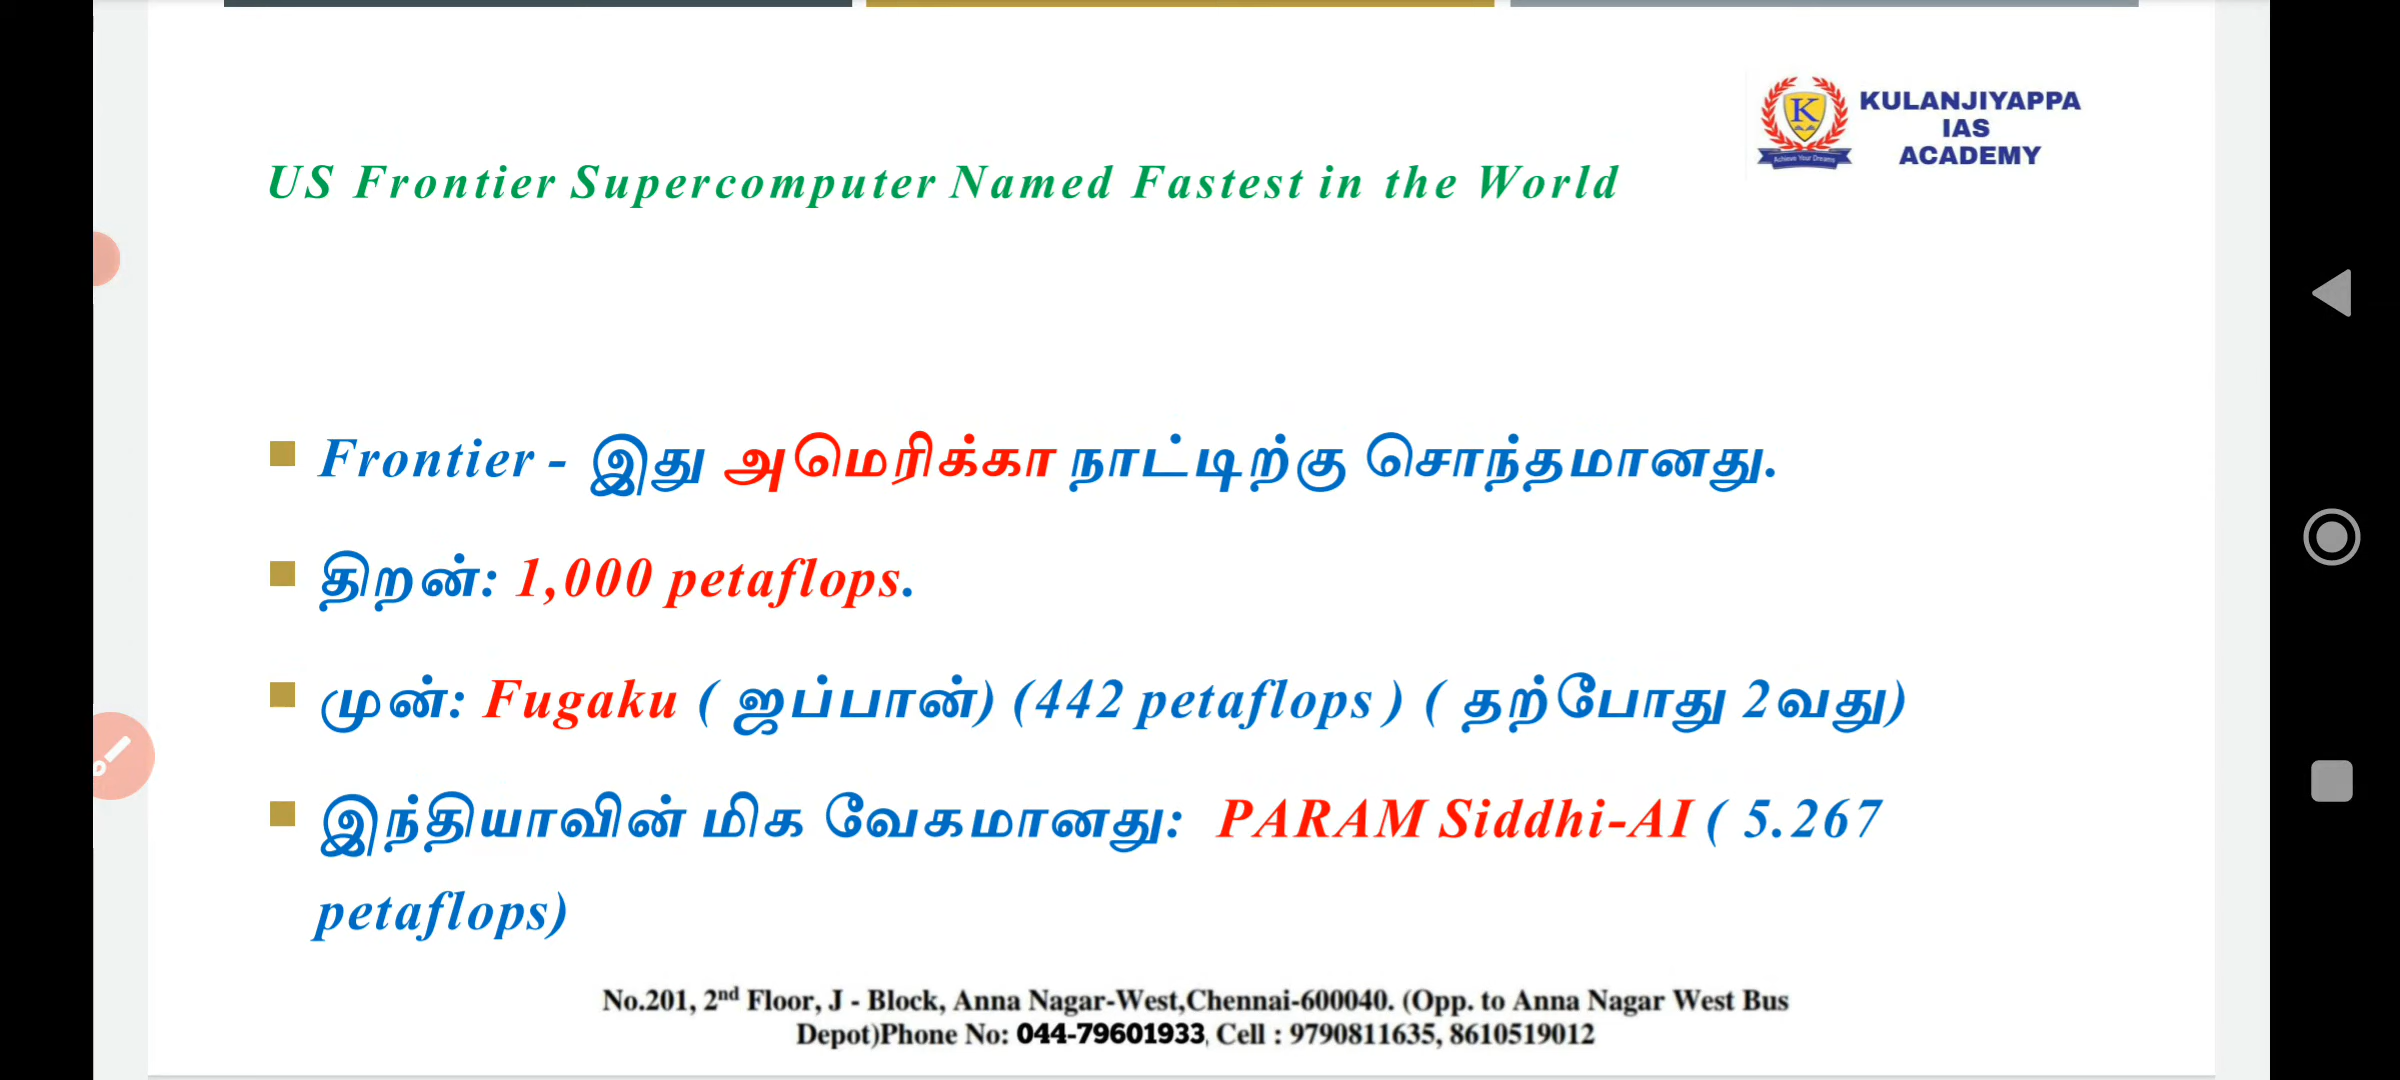 KULANJIYAPPA
IAS
ACADEMY
K
Achieve Your Dreams
US Frontier Supercomputer Named Fastest in the World
Frontier - இது அமெரிக்கா நாட்டிற்கு சொந்தமானது.
திறன்: 1,000 petaflops.
முன்: Fugaku ( ஜப்பான்) (442 petaflops ) ( தற்போது 2வது)
இந்தியாவின் மிக வேகமானது: PARAM Siddhi-AI ( 5.267
petaflops)
No.201, 2nd Floor, J - Block, Anna Nagar-West,Chennai-600040. (Opp. to Anna Nagar West Bus
Depot)Phone No: 044-79601933, Cell : 9790811635, 8610519012